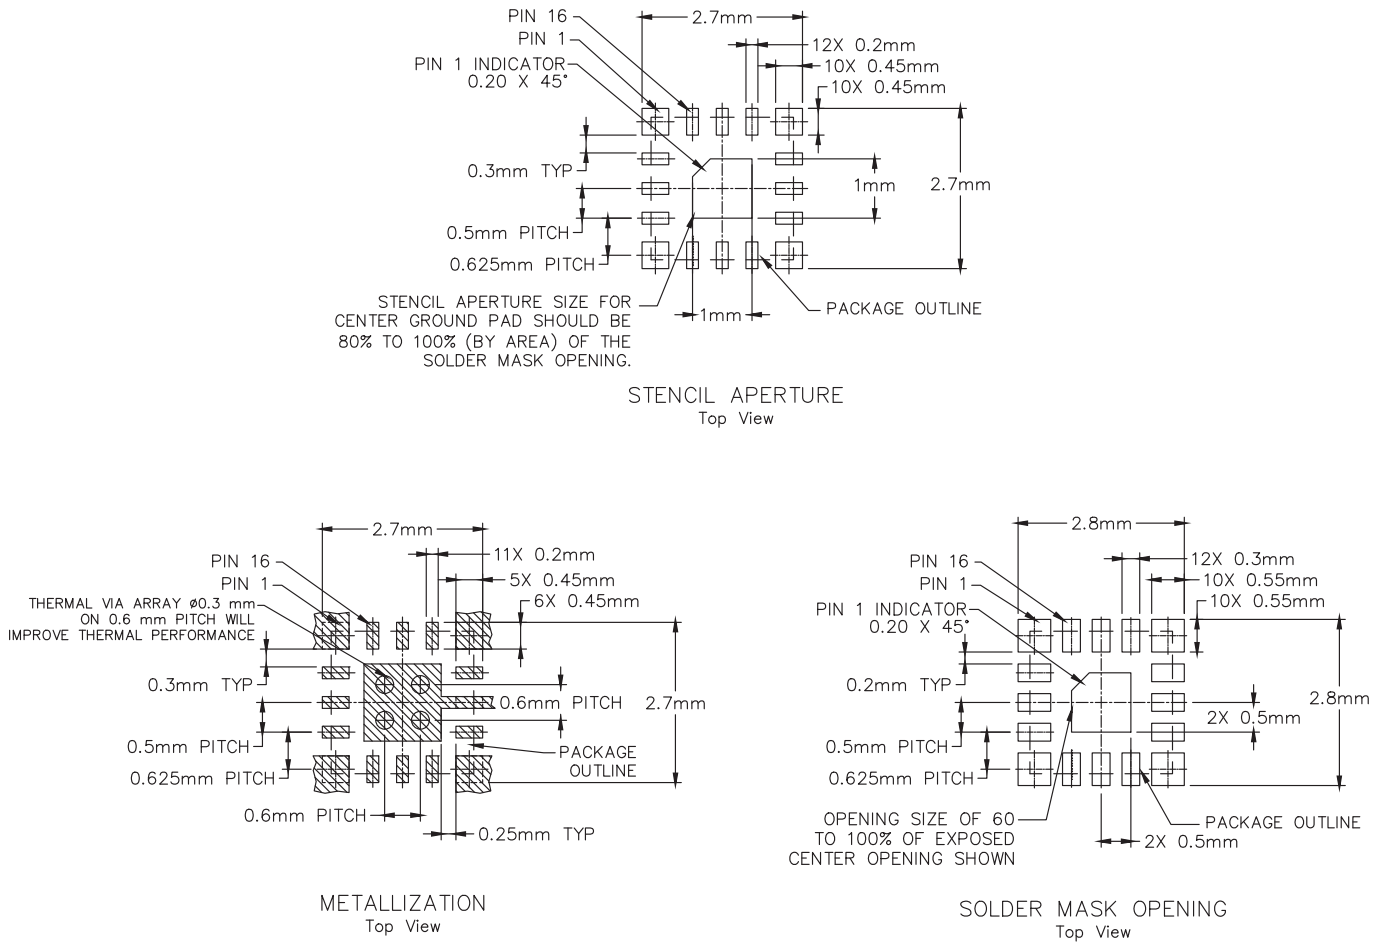 PIN 16
2.7mm
PIN 1
12X 0.2mm
PIN 1 INDICATOR
0.20 X 45°
10X 0.45mm
10X 0.45mm
0.3mm TYP
1mm
2.7mm
0.5mm PITCH
0.625mm PITCH
STENCIL APERTURE SIZE FOR
CENTER GROUND PAD SHOULD BE
80% TO 100% (BY AREA) OF THE
SOLDER MASK OPENING.
1mm
PACKAGE OUTLINE
STENCIL APERTURE
Top View
2.7mm
PIN 16
11X 0.2mm
PIN 1
5X 0.45mm
THERMAL VIA ARRAY ø0.3 mm
ON 0.6 mm PITCH WILL
IMPROVE THERMAL PERFORMANCE
6X 0.45mm
0.3mm TYP
0.6mm PITCH
2.7mm
0.5mm PITCH
0.625mm PITCH
PACKAGE
OUTLINE
0.6mm PITCH
0.25mm TYP
METALLIZATION
Top View
2.8mm
PIN 16
12X 0.3mm
PIN 1
10X 0.55mm
PIN 1 INDICATOR
0.20 X 45°
10X 0.55mm
0.2mm TYP
2.8mm
2X 0.5mm
0.5mm PITCH
0.625mm PITCH
OPENING SIZE OF 60
TO 100% OF EXPOSED
CENTER OPENING SHOWN
PACKAGE OUTLINE
2X 0.5mm
SOLDER MASK OPENING
Top View